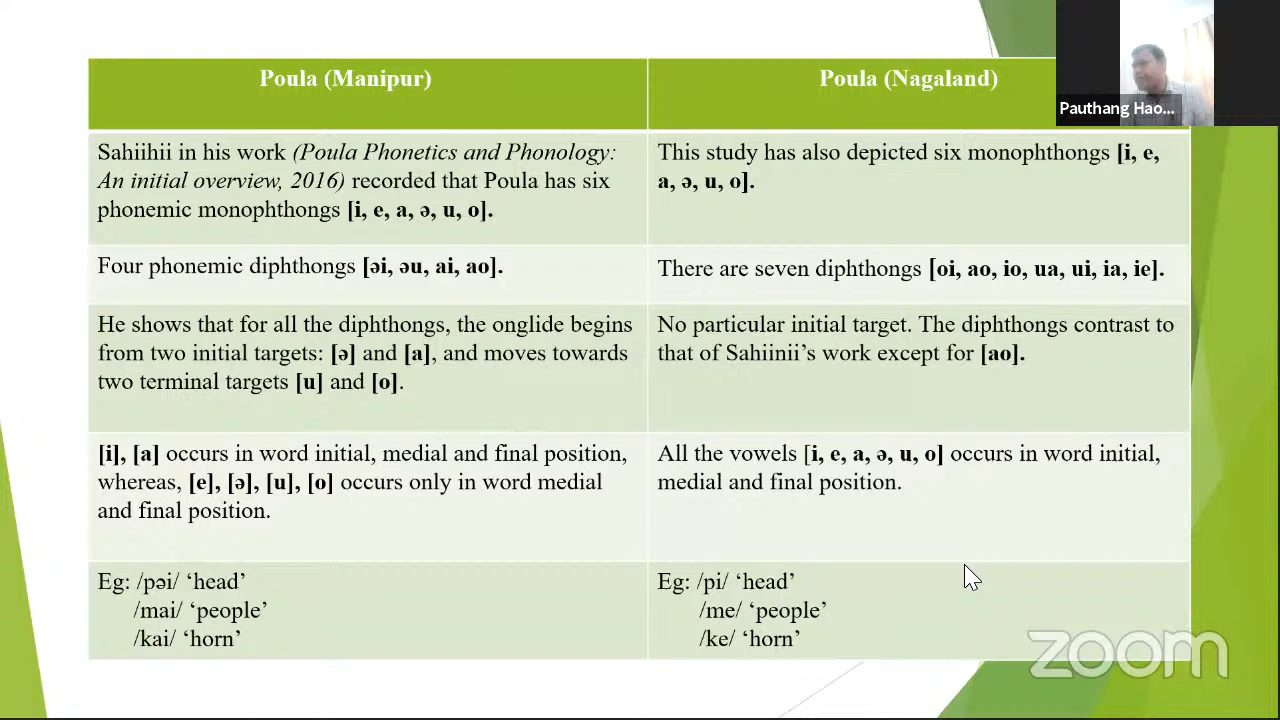 Poula (Manipur)
Poula (Nagaland)
Pauthang Hao...
Sahiihii in his work (Poula Phonetics and Phonology:
An initial overview, 2016) recorded that Poula has six
phonemic monophthongs [i, e, a, ə, u, o].
This study has also depicted six monophthongs [i, e,
a, ə, u, o].
Four phonemic diphthongs [əi, əu, ai, ao].
There are seven diphthongs [oi, ao, io, ua, ui, ia, ie].
He shows that for all the diphthongs, the onglide begins
from two initial targets: [ə] and [a], and moves towards
two terminal targets [u] and [o].
No particular initial target. The diphthongs contrast to
that of Sahiinii’s work except for [ao].
[i], [a] occurs in word initial, medial and final position,
whereas, [e], [ə], [u], [o] occurs only in word medial
and final position.
All the vowels [i, e, a, ə, u, o] occurs in word initial,
medial and final position.
Eg: /pəi/ ‘head’
/mai/ ‘people’
/kai/ ‘horn’
Eg: /pi/ ‘head’
/me/ ‘people’
/ke/ ‘horn’
zoom